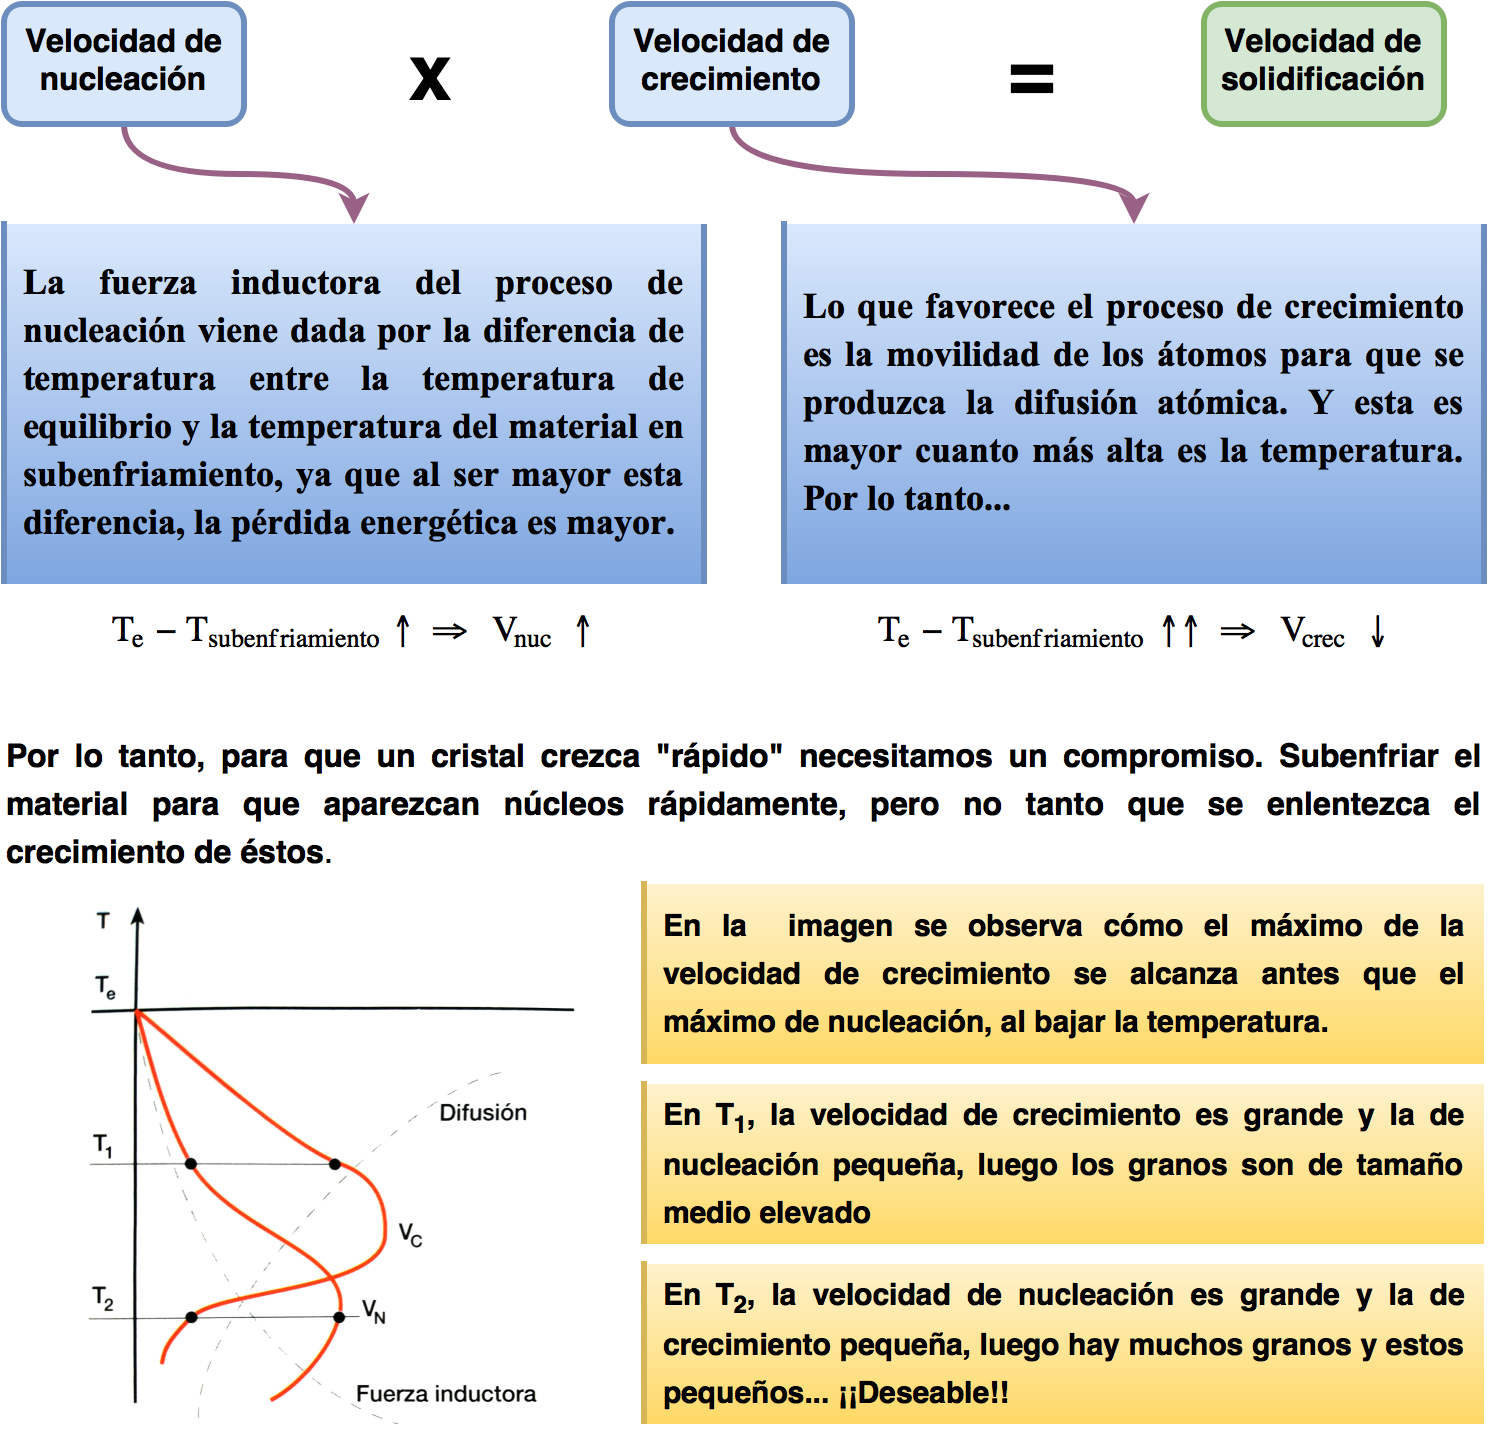 Velocidad de
nucleación
x
Velocidad de
crecimiento
=
Velocidad de
solidificación
La fuerza inductora del proceso de
nucleación viene dada por la diferencia de
temperatura entre la temperatura de
equilibrio y la temperatura del material en
subenfriamiento, ya que al ser mayor esta
diferencia, la pérdida energética es mayor.
Lo que favorece el proceso de crecimiento
es la movilidad de los átomos para que se
produzca la difusión atómica. Y esta es
mayor cuanto más alta es la temperatura.
Por lo tanto...
Te − Tsubenfriamiento ↑ ⇒ Vnuc ↑
Te − Tsubenfriamiento ↑↑ ⇒ Vcrec ↓
Por lo tanto, para que un cristal crezca "rápido" necesitamos un compromiso. Subenfriar el
material para que aparezcan núcleos rápidamente, pero no tanto que se enlentezca el
crecimiento de éstos.
T
Te
T1
T2
Difusión
VC
VN
Fuerza inductora
En la imagen se observa cómo el máximo de la
velocidad de crecimiento se alcanza antes que el
máximo de nucleación, al bajar la temperatura.
En T1, la velocidad de crecimiento es grande y la de
nucleación pequeña, luego los granos son de tamaño
medio elevado
En T2, la velocidad de nucleación es grande y la de
crecimiento pequeña, luego hay muchos granos y estos
pequeños... ¡¡Deseable!!